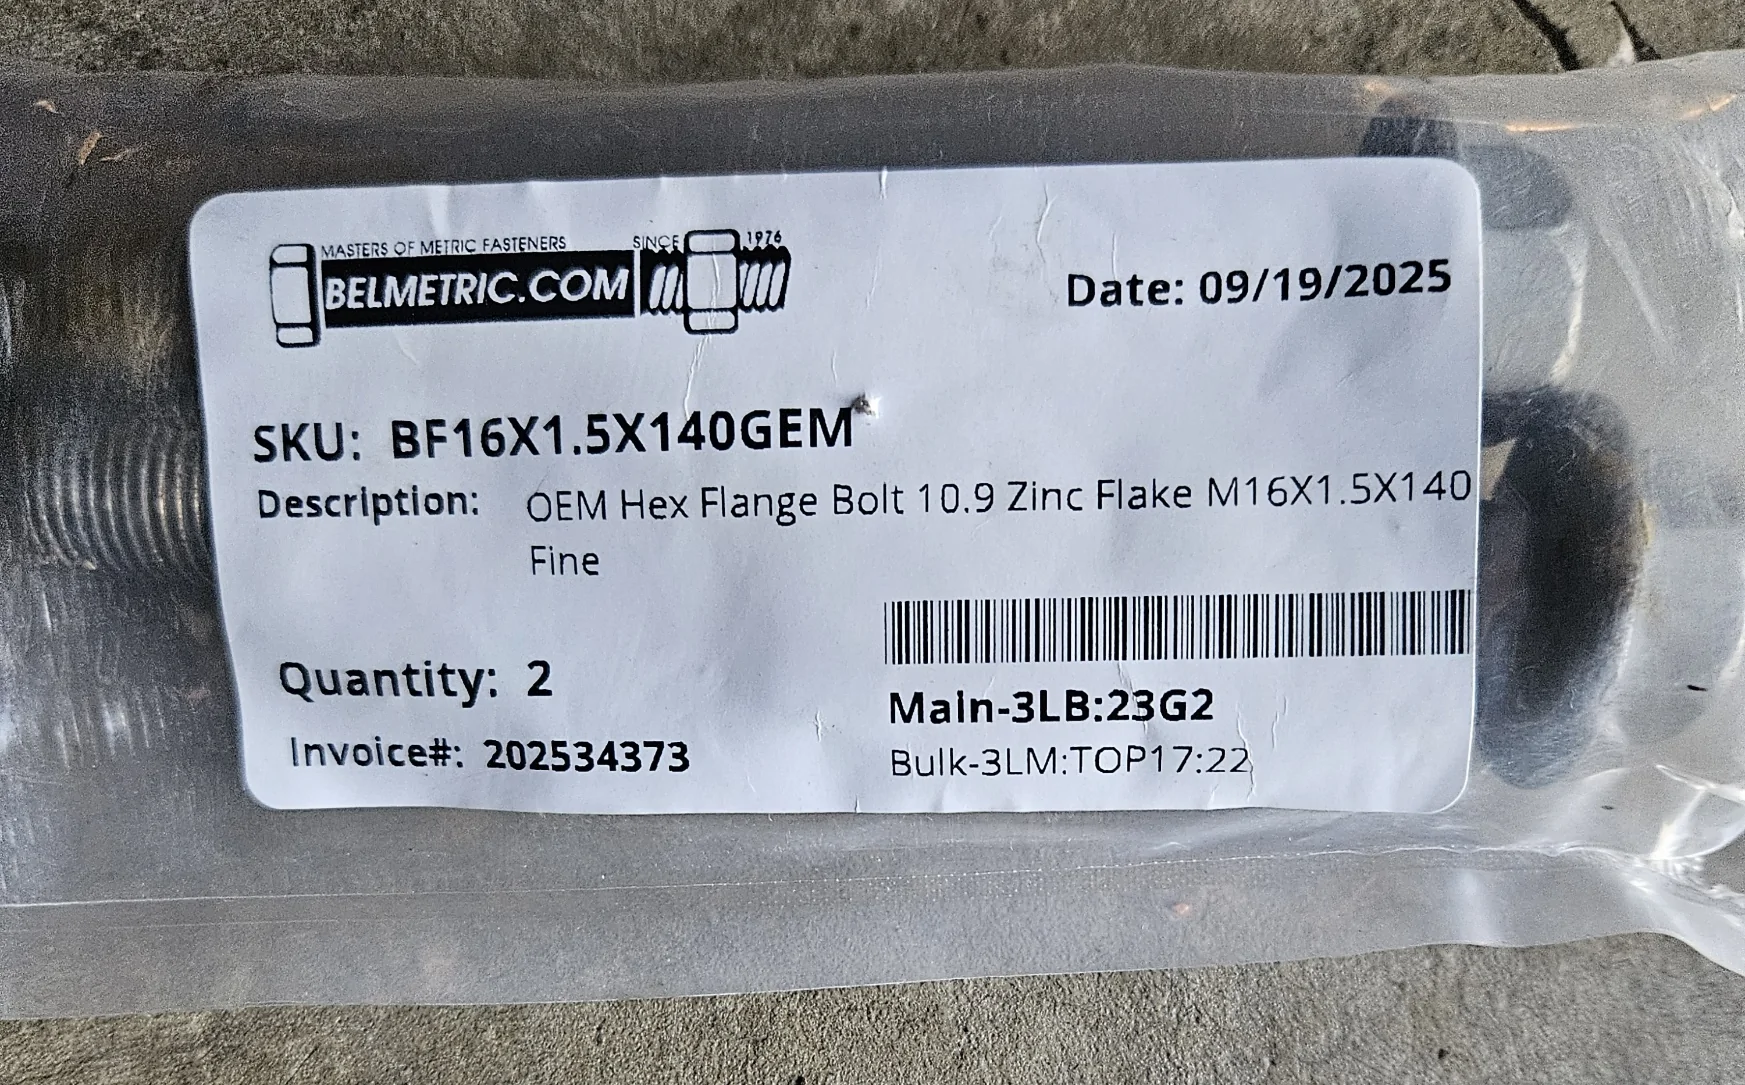 MASTERS OF METRIC FASTENERS SINCE 1976
BELMETRIC.COM
Date: 09/19/2025
SKU: BF16X1.5X140GEM
Description: OEM Hex Flange Bolt 10.9 Zinc Flake M16X1.5X140
Fine
Quantity: 2
Main-3LB:23G2
Invoice#: 202534373
Bulk-3LM:TOP17:22